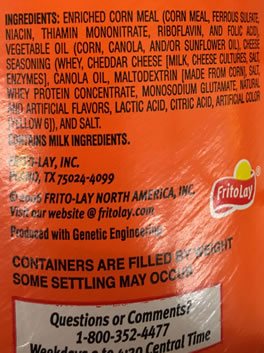 INGREDIENTS: ENRICHED CORN MEAL (CORN MEAL, FERROUS SULFATE,
NIACIN, THIAMIN MONONITRATE, RIBOFLAVIN, AND FOLIC ACID),
VEGETABLE OIL (CORN, CANOLA, AND/OR SUNFLOWER OIL), CHEESE
SEASONING (WHEY, CHEDDAR CHEESE [MILK, CHEESE CULTURES, SALT,
ENZYMES], CANOLA OIL, MALTODEXTRIN [MADE FROM CORN], SALT,
WHEY PROTEIN CONCENTRATE, MONOSODIUM GLUTAMATE, NATURAL
AND ARTIFICIAL FLAVORS, LACTIC ACID, CITRIC ACID, ARTIFICIAL COLOR
[YELLOW 6]), AND SALT.
CONTAINS MILK INGREDIENTS.
FRITO-LAY, INC.
PLANO, TX 75024-4099
© FRITO-LAY NORTH AMERICA, INC.
Visit our website @ fritolay.com
Produced with Genetic Engineering
FritoLay
CONTAINERS ARE FILLED BY WEIGHT
SOME SETTLING MAY OCCUR
Questions or Comments?
1-800-352-4477
Weekdays 9 to 4:30 Central Time